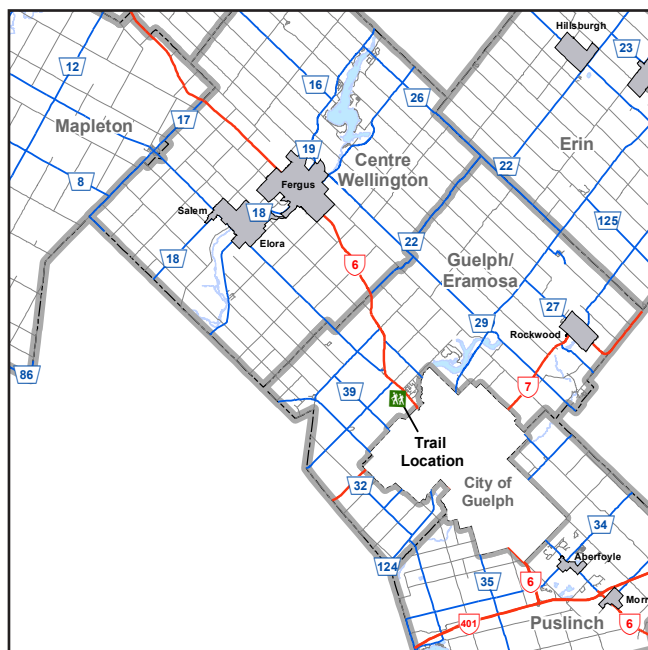 Hillsburgh
8
12
23
16
26
17
Mapleton
19
Centre
Wellington
Erin
22
8
Fergus
18
Salem
Elora
125
22
18
6
Guelph/
Eramosa
27
29
Rockwood
86
39
7
Trail
Location
32
City of
Guelph
34
124
Aberfoyle
35
6
Morr
401
Puslinch
6